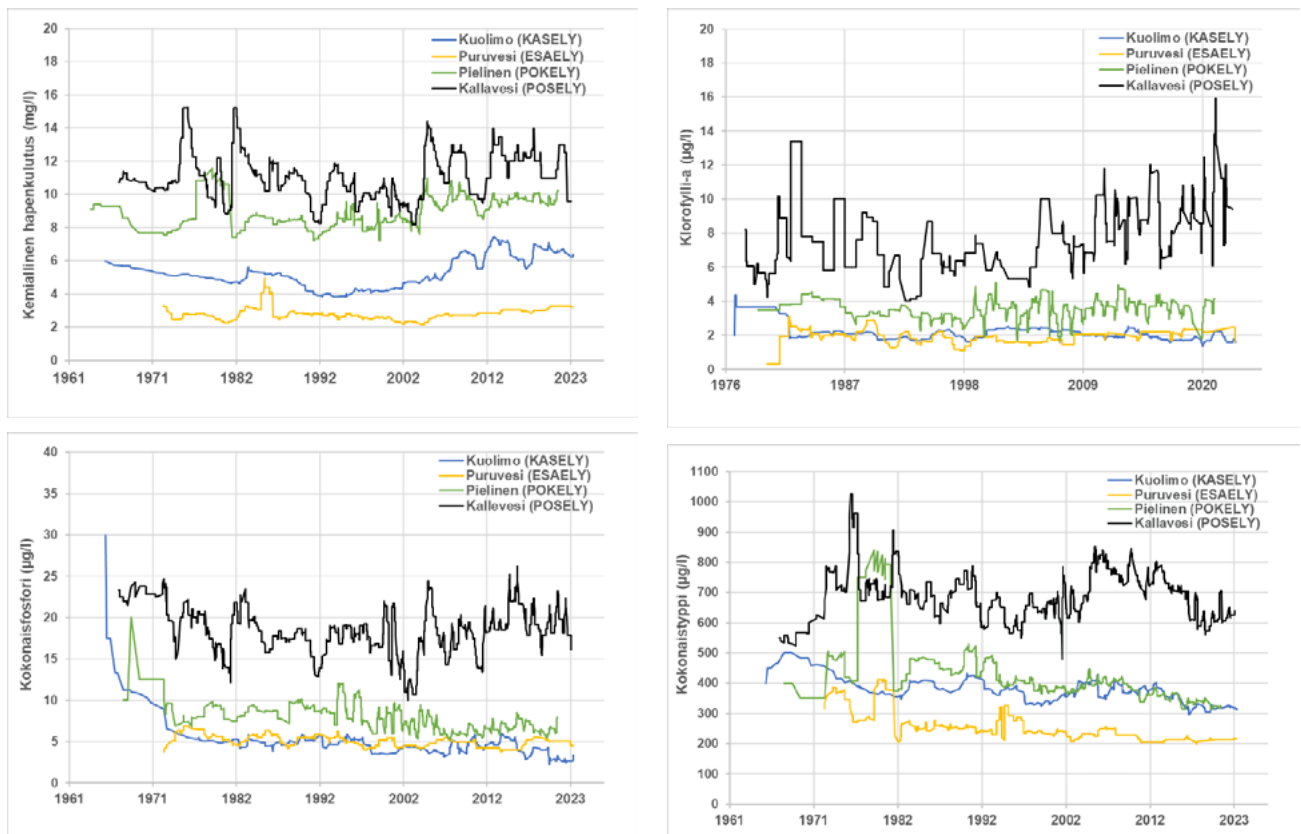 Kemiallinen hapenkulutus (mg/l)
20
18
16
14
12
10
8
6
4
2
0
1961 1971 1982 1992 2002 2012 2023
Kuolimo (KASELY)
Puruvesi (ESAELY)
Pielinen (POKELY)
Kallavesi (POSELY)
Klorofylli-a (µg/l)
20
18
16
14
12
10
8
6
4
2
0
1976 1987 1998 2009 2020
Kuolimo (KASELY)
Puruvesi (ESAELY)
Pielinen (POKELY)
Kallavesi (POSELY)
Kokonaisfosfori (µg/l)
40
35
30
25
20
15
10
5
0
1961 1971 1982 1992 2002 2012 2023
Kuolimo (KASELY)
Puruvesi (ESAELY)
Pielinen (POKELY)
Kallevesi (POSELY)
Kokonaistyppi (µg/l)
1100
1000
900
800
700
600
500
400
300
200
100
0
1961 1971 1982 1992 2002 2012 2023
Kuolimo (KASELY)
Puruvesi (ESAELY)
Pielinen (POKELY)
Kallavesi (POSELY)